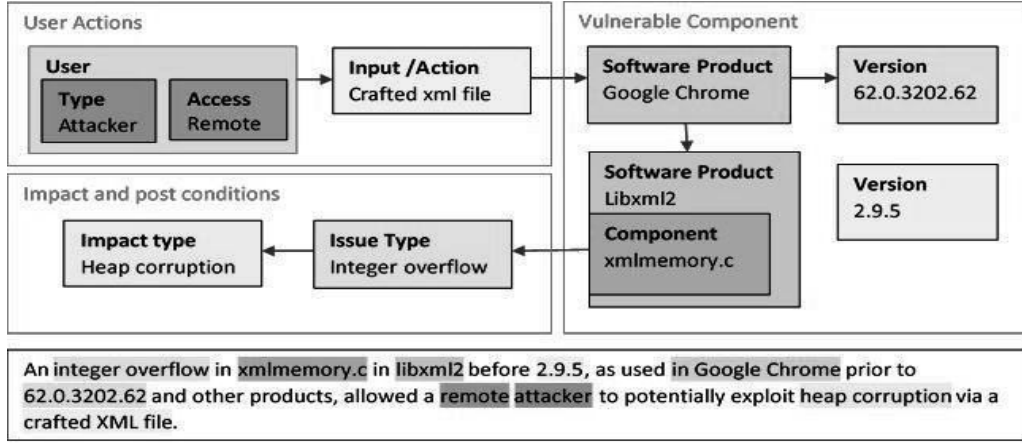 User Actions
User
Type
Attacker
Access
Remote
Input /Action
Crafted xml file
Vulnerable Component
Software Product
Google Chrome
Version
62.0.3202.62
Software Product
Libxml2
Component
xmlmemory.c
Version
2.9.5
Impact and post conditions
Impact type
Heap corruption
Issue Type
Integer overflow
An integer overflow in xmlmemory.c in libxml2 before 2.9.5, as used in Google Chrome prior to
62.0.3202.62 and other products, allowed a remote attacker to potentially exploit heap corruption via a
crafted XML file.